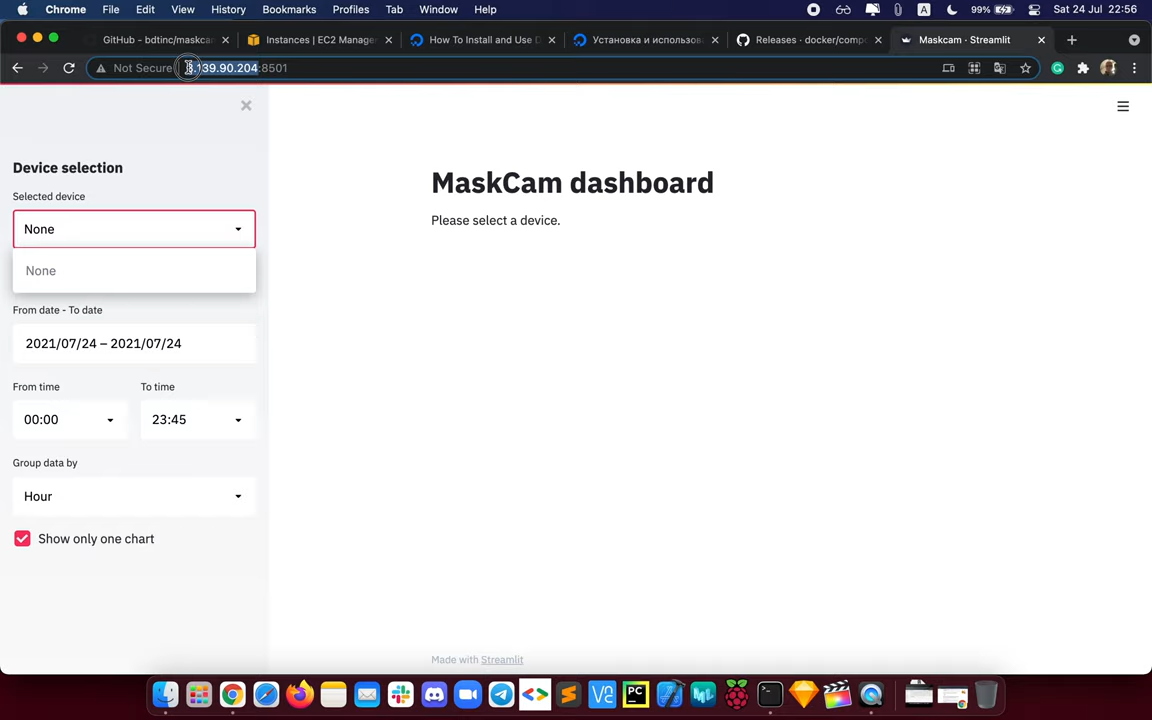 Chrome File Edit View History Bookmarks Profiles Tab Window Help A 99% Sat 24 Jul 22:56
GitHub - bdtinc/maskca Instances | EC2 Manage How To Install and Use D Установка и использова Releases · docker/comp Maskcam · Streamlit
Not Secure 3.139.90.204:8501
Device selection
Selected device
None
None
From date - To date
2021/07/24 – 2021/07/24
From time To time
00:00 23:45
Group data by
Hour
Show only one chart
MaskCam dashboard
Please select a device.
Made with Streamlit
PC